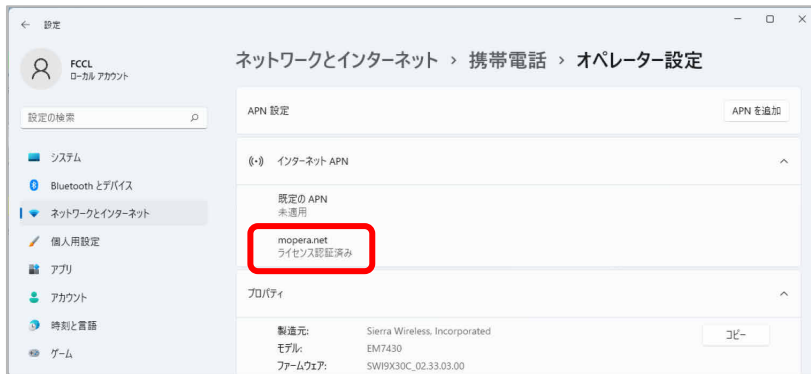 ← 設定
FCCL
ローカル アカウント
設定の検索
システム
Bluetooth とデバイス
ネットワークとインターネット
個人用設定
アプリ
アカウント
時刻と言語
ゲーム
ネットワークとインターネット › 携帯電話 › オペレーター設定
APN 設定
APN を追加
インターネット APN
既定の APN
未適用
mopera.net
ライセンス認証済み
プロパティ
製造元: Sierra Wireless, Incorporated
コピー
モデル: EM7430
ファームウェア: SWI9X30C_02.33.03.00